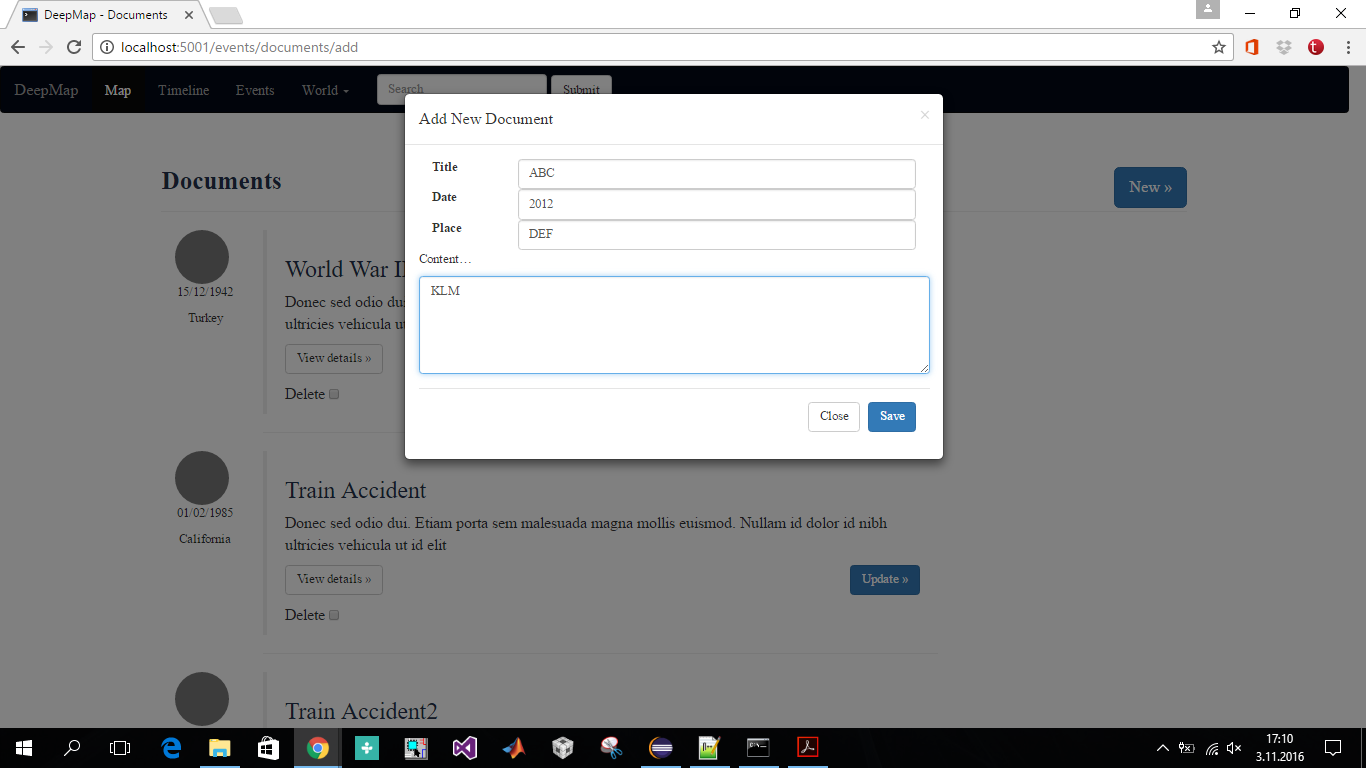 DeepMap - Documents
localhost:5001/events/documents/add
DeepMap Map Timeline Events World Search Submit
Add New Document ×
Title ABC
Date 2012
Place DEF
Content…
KLM
Close Save
Documents New »
15/12/1942
Turkey
World War II
Donec sed odio dui
ultricies vehicula ut
View details »
Delete
01/02/1985
California
Train Accident
Donec sed odio dui. Etiam porta sem malesuada magna mollis euismod. Nullam id dolor id nibh
ultricies vehicula ut id elit
View details » Update »
Delete
Train Accident2
17:10
3.11.2016